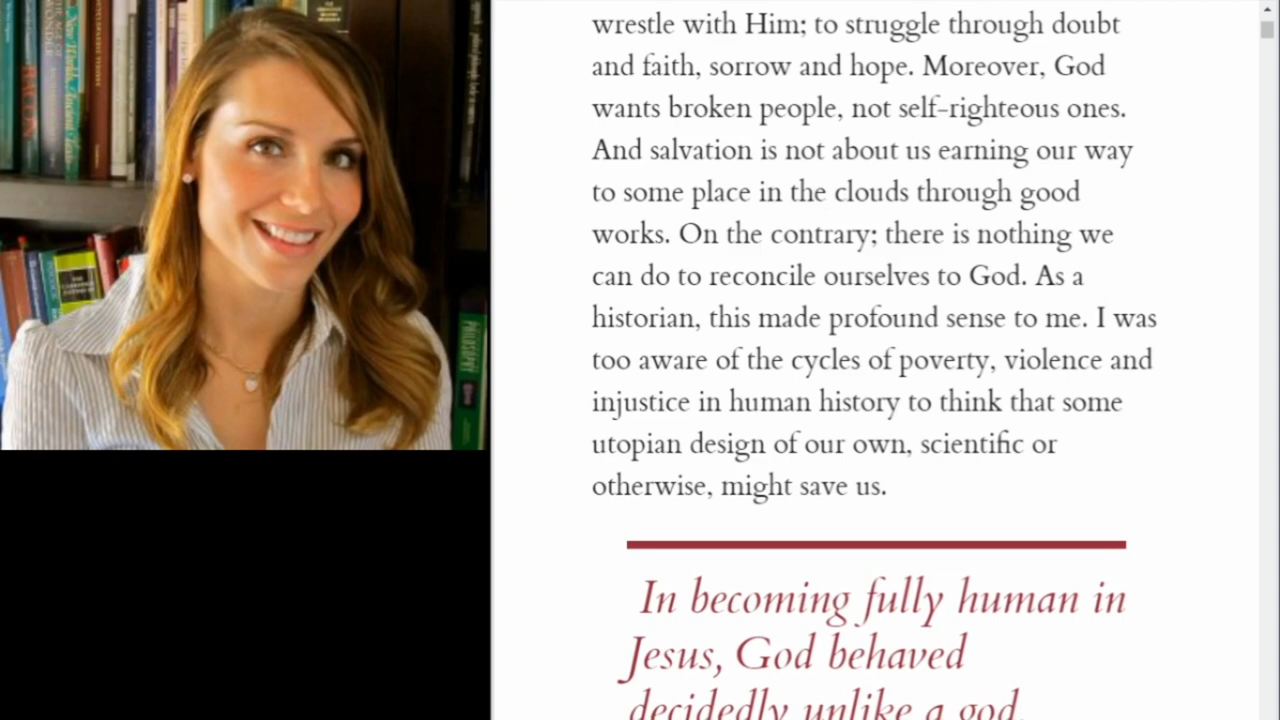 wrestle with Him; to struggle through doubt
and faith, sorrow and hope. Moreover, God
wants broken people, not self-righteous ones.
And salvation is not about us earning our way
to some place in the clouds through good
works. On the contrary; there is nothing we
can do to reconcile ourselves to God. As a
historian, this made profound sense to me. I was
too aware of the cycles of poverty, violence and
injustice in human history to think that some
utopian design of our own, scientific or
otherwise, might save us.
In becoming fully human in
Jesus, God behaved
decidedly unlike a god.
PHILOSOPHY
BACON